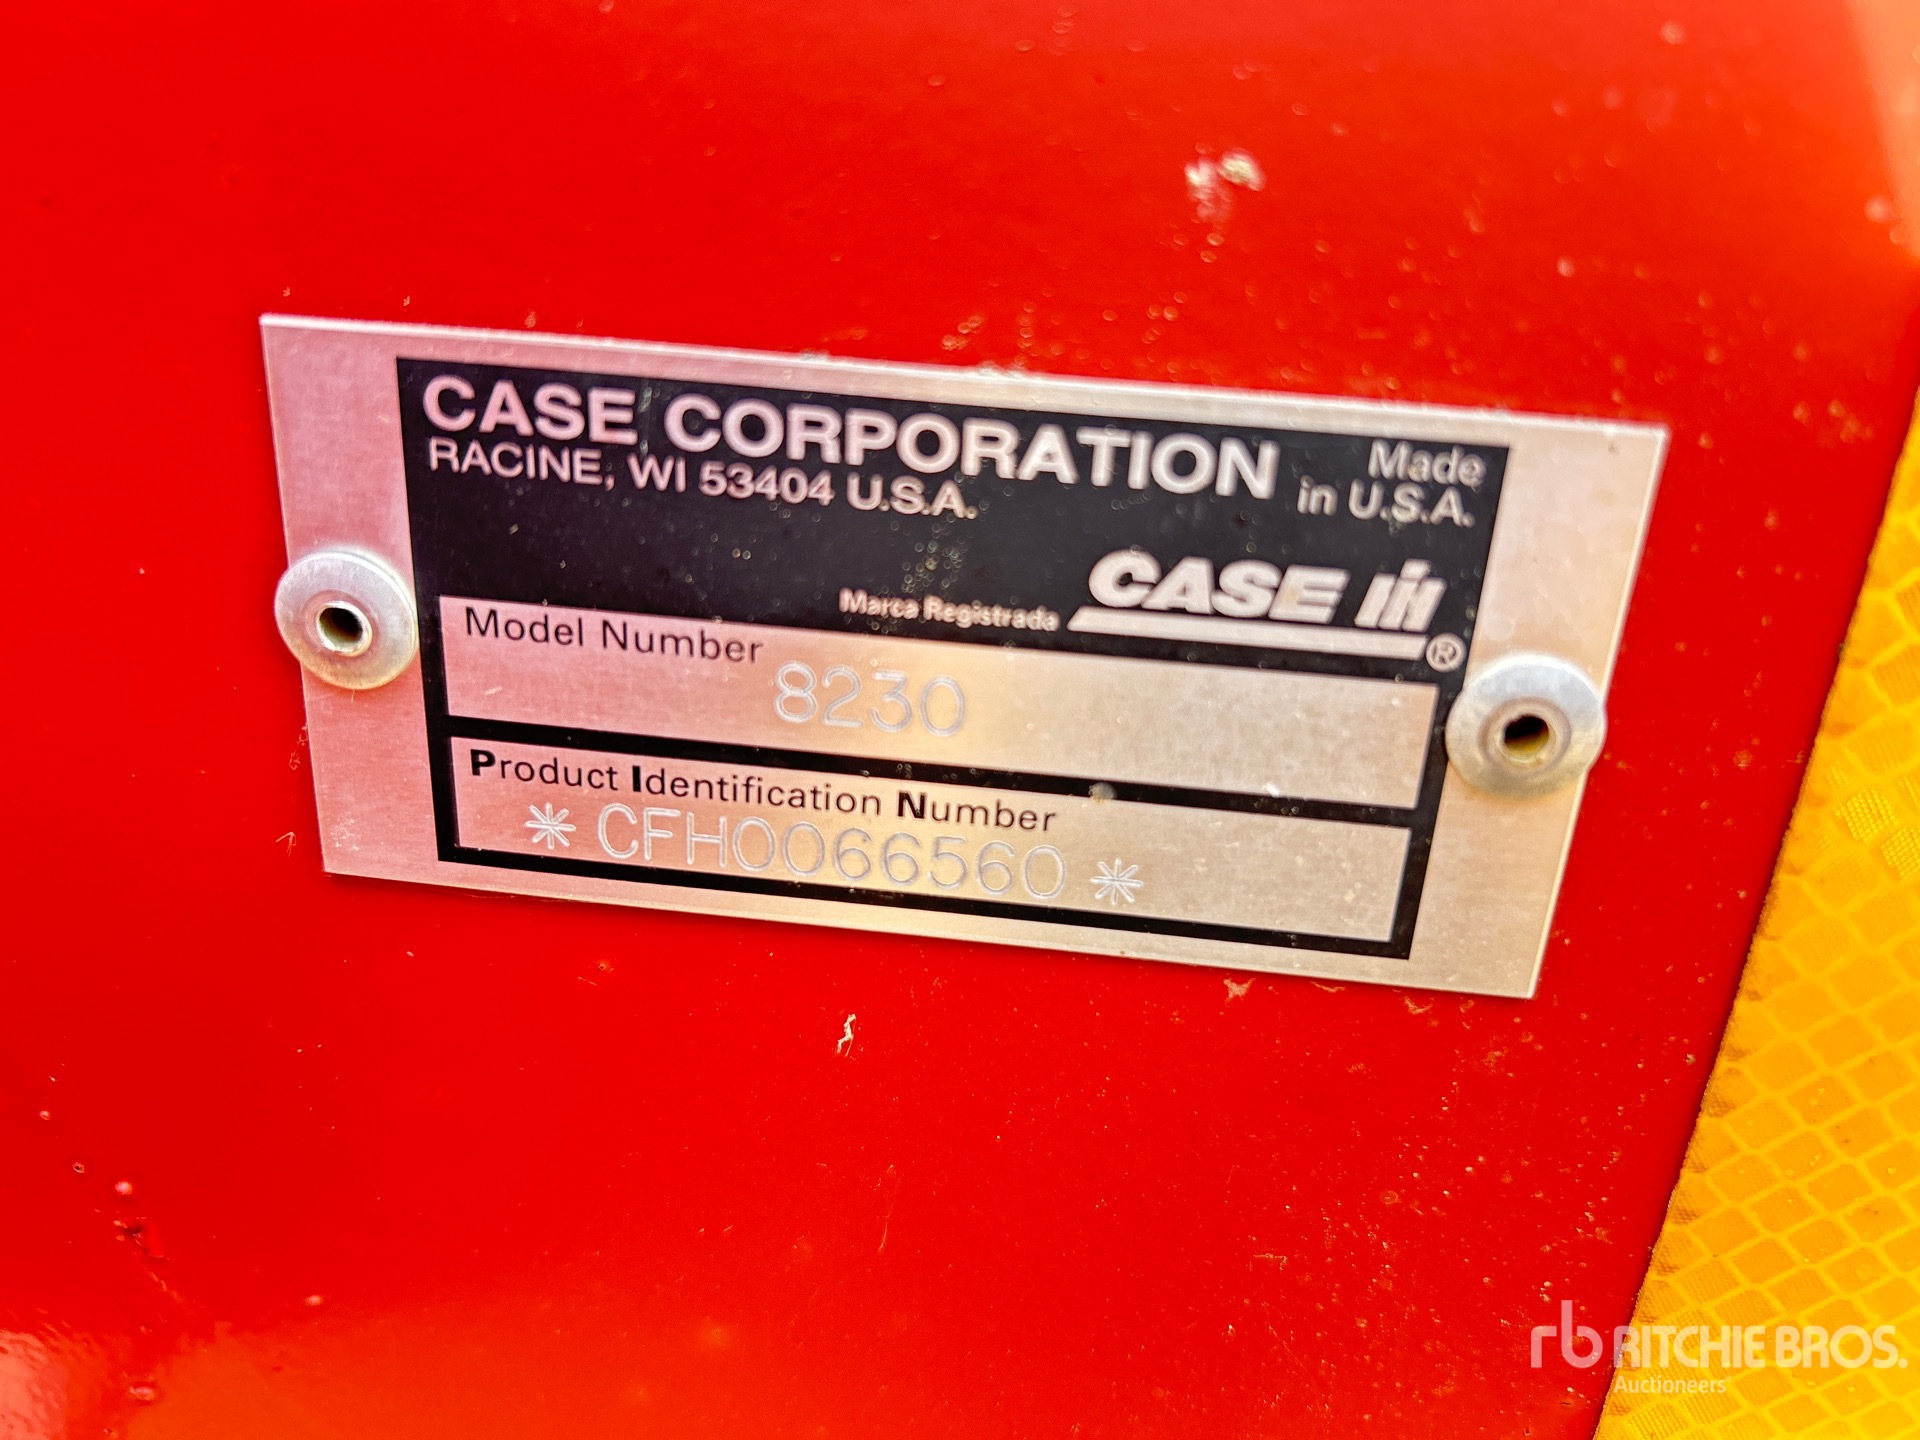 CASE CORPORATION
RACINE, WI 53404 U.S.A.
Made
in U.S.A.
Marca Registrada CASE IH ®
Model Number
8230
Product Identification Number
* CFH0066560 *
rb RITCHIE BROS.
Auctioneers